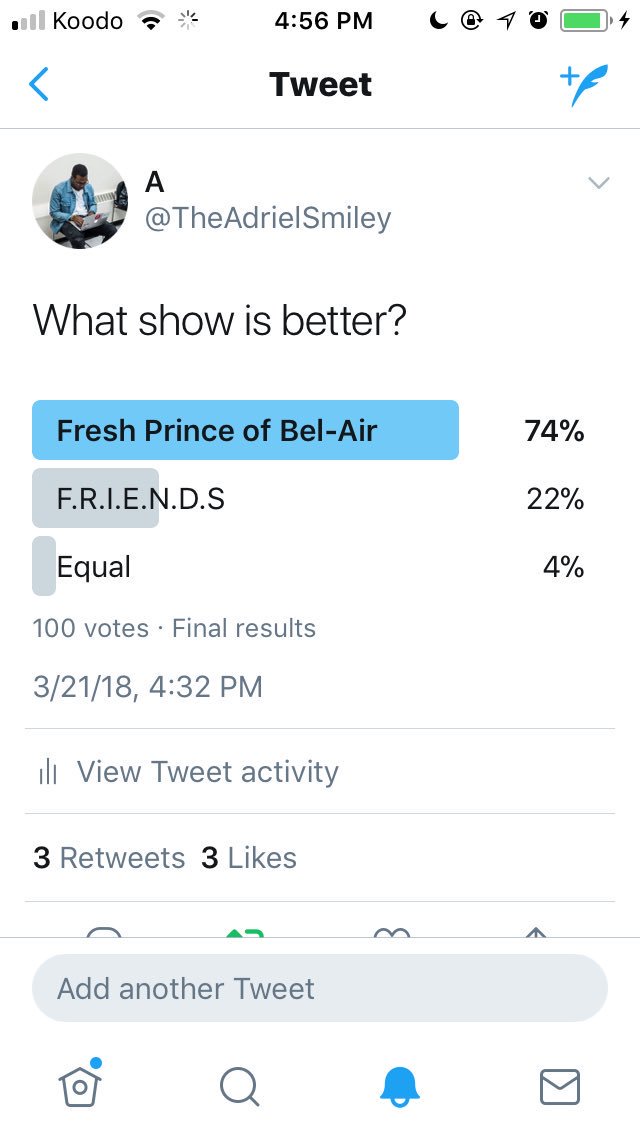 Koodo 4:56 PM
Tweet
A
@TheAdrielSmiley
What show is better?
Fresh Prince of Bel-Air 74%
F.R.I.E.N.D.S 22%
Equal 4%
100 votes · Final results
3/21/18, 4:32 PM
View Tweet activity
3 Retweets 3 Likes
Add another Tweet